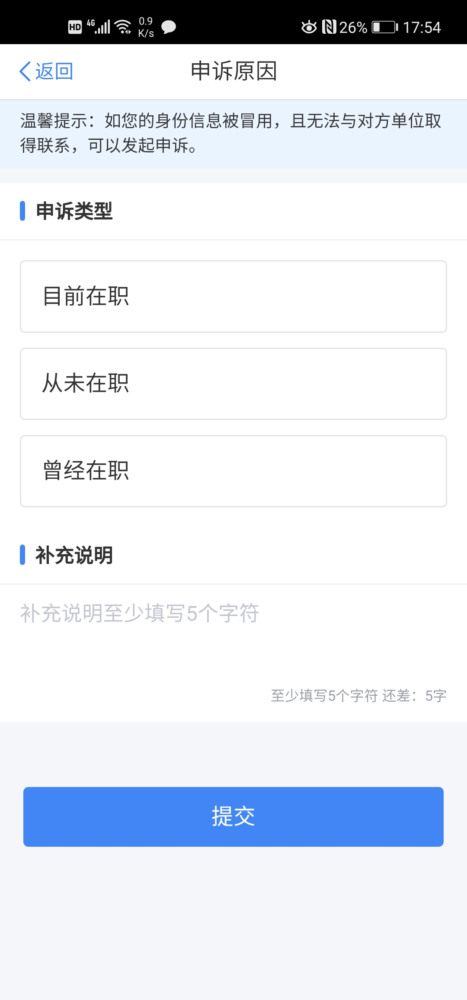 HD 4G 0.9 K/s 26% 17:54
返回 申诉原因
温馨提示：如您的身份信息被冒用，且无法与对方单位取
得联系，可以发起申诉。
申诉类型
目前在职
从未在职
曾经在职
补充说明
补充说明至少填写5个字符
至少填写5个字符 还差：5字
提交